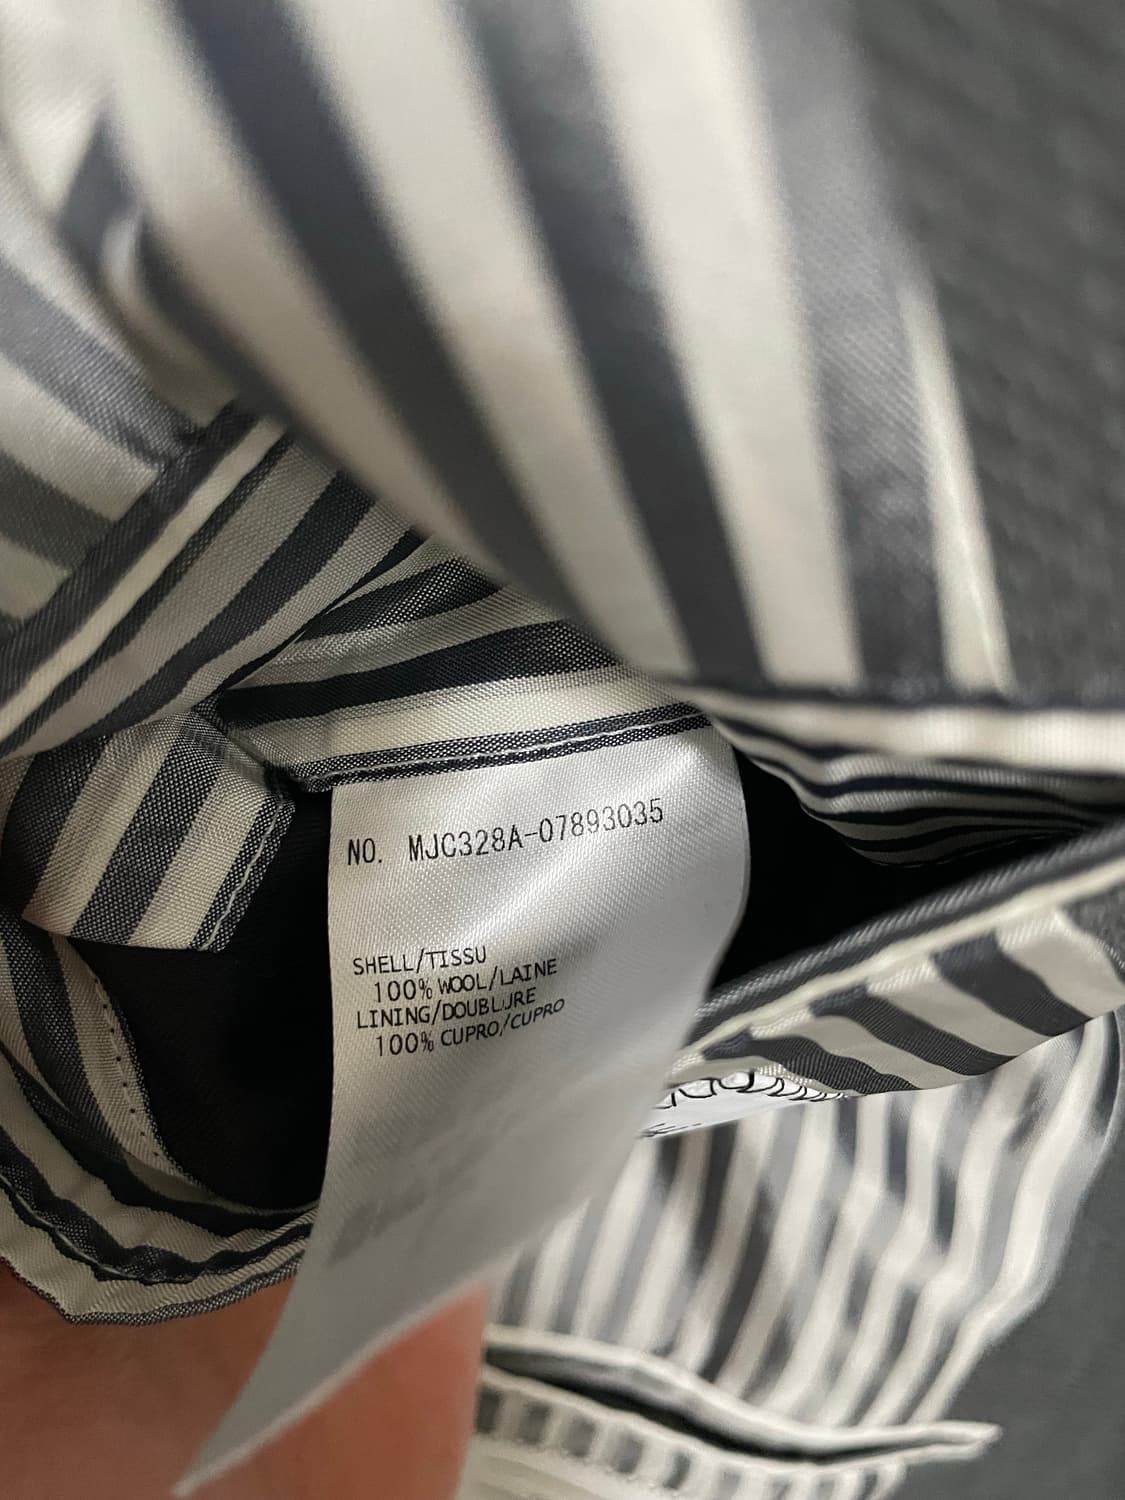 NO. MJC328A-07893035
SHELL/TISSU
100% WOOL/LAINE
LINING/DOUBLURE
100% CUPRO/CUPRO